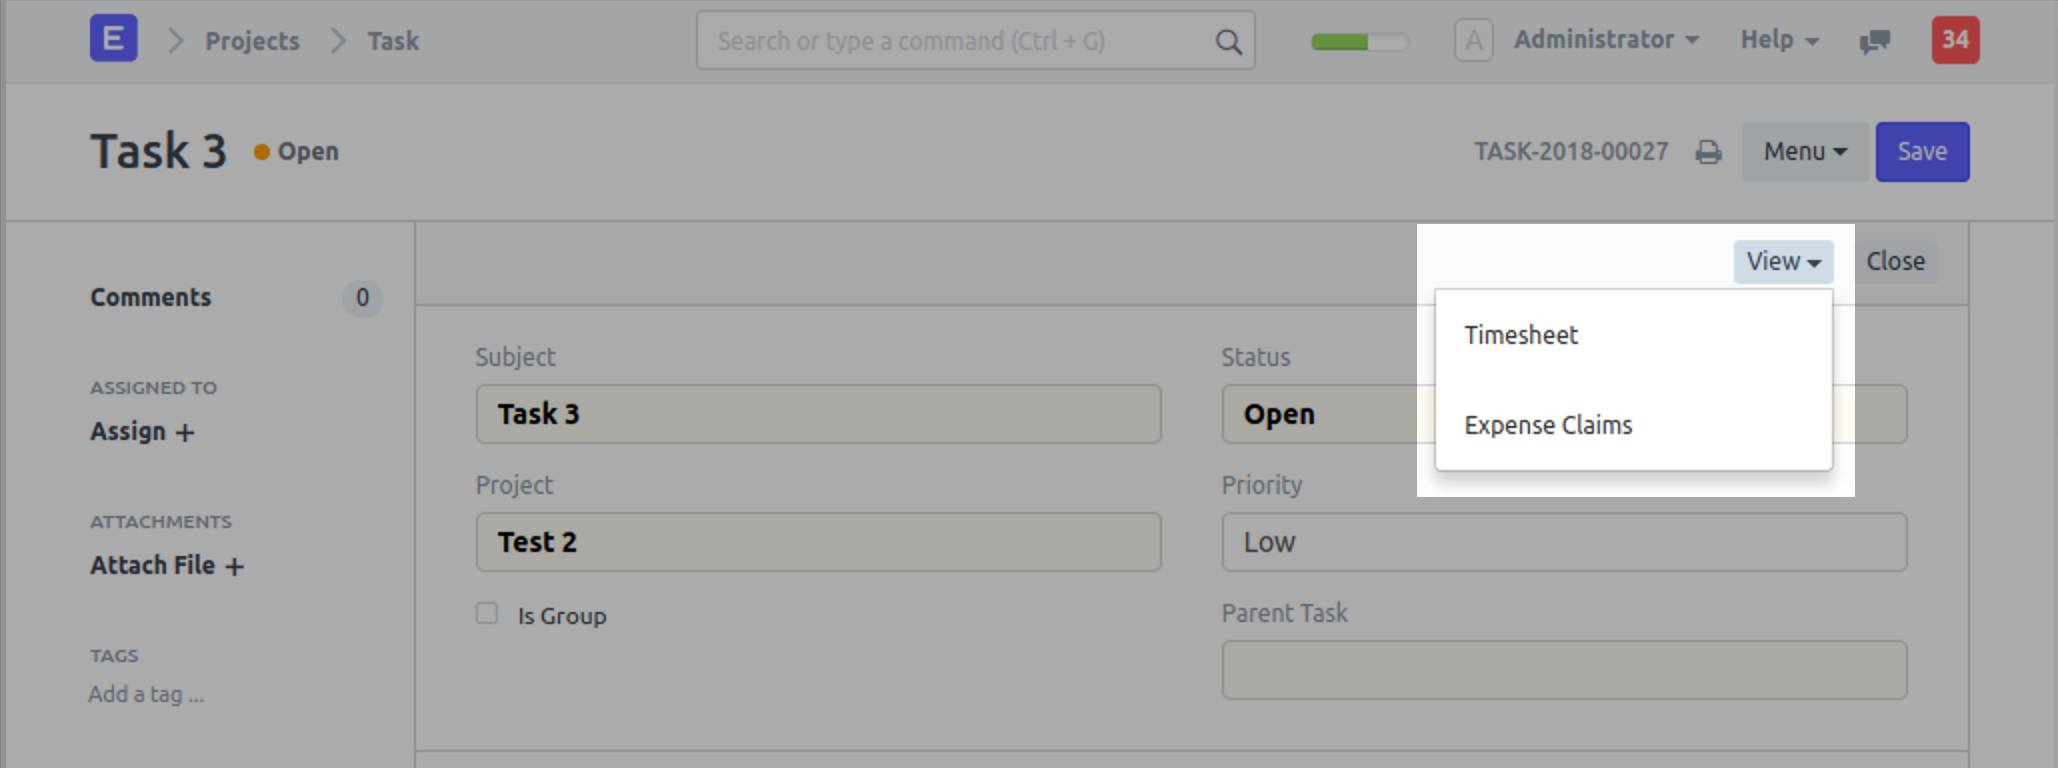 E Projects Task Search or type a command (Ctrl + G) A Administrator Help 34
Task 3 Open TASK-2018-00027 Menu Save
View Close
Timesheet
Expense Claims
Comments 0
ASSIGNED TO
Assign +
ATTACHMENTS
Attach File +
TAGS
Add a tag ...
Subject
Task 3
Project
Test 2
Is Group
Status
Open
Priority
Low
Parent Task